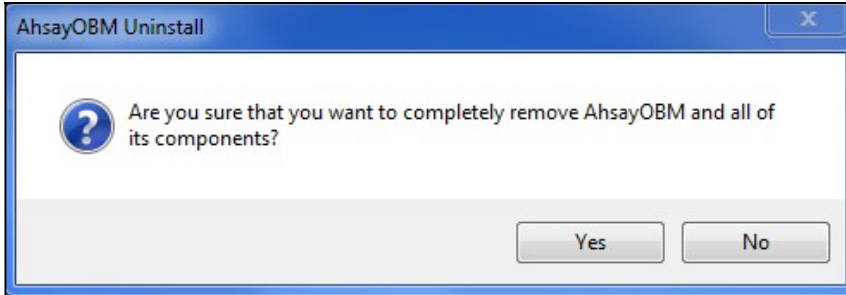 AhsayOBM Uninstall
Are you sure that you want to completely remove AhsayOBM and all of
its components?
Yes
No